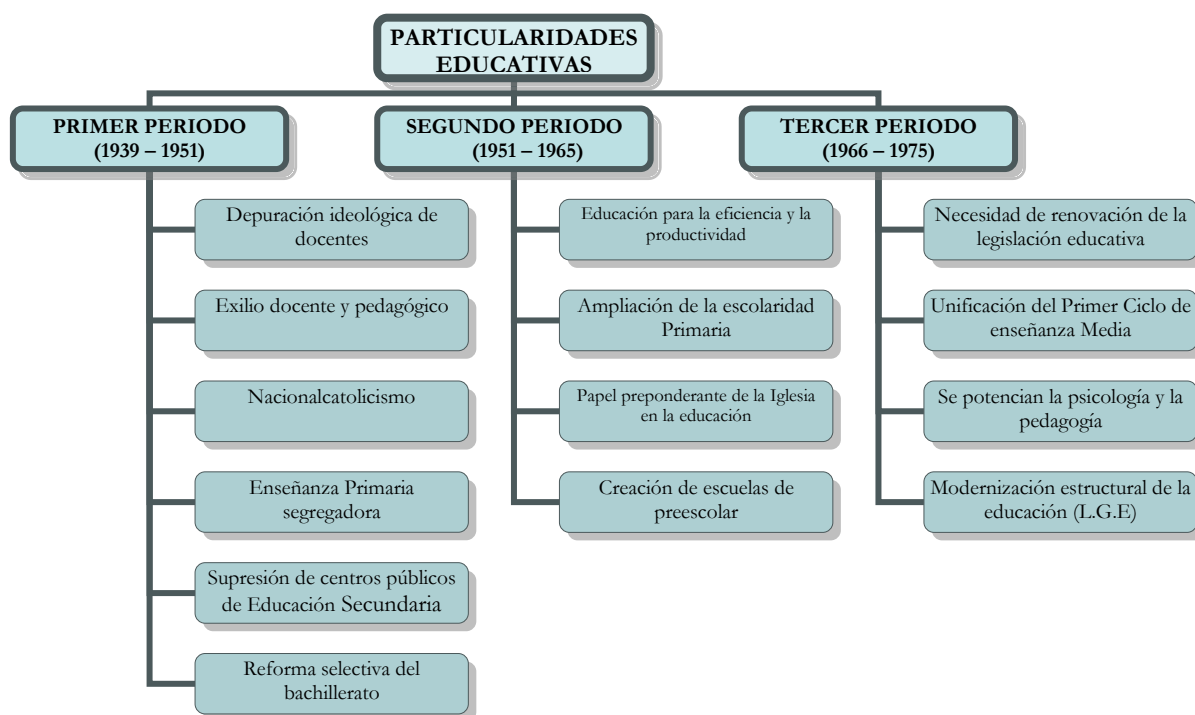 PARTICULARIDADES
EDUCATIVAS
PRIMER PERIODO
(1939 – 1951)
Depuración ideológica de
docentes
Exilio docente y pedagógico
Nacionalcatolicismo
Enseñanza Primaria
segregadora
Supresión de centros públicos
de Educación Secundaria
Reforma selectiva del
bachillerato
SEGUNDO PERIODO
(1951 – 1965)
Educación para la eficiencia y la
productividad
Ampliación de la escolaridad
Primaria
Papel preponderante de la Iglesia
en la educación
Creación de escuelas de
preescolar
TERCER PERIODO
(1966 – 1975)
Necesidad de renovación de la
legislación educativa
Unificación del Primer Ciclo de
enseñanza Media
Se potencian la psicología y la
pedagogía
Modernización estructural de la
educación (L.G.E)